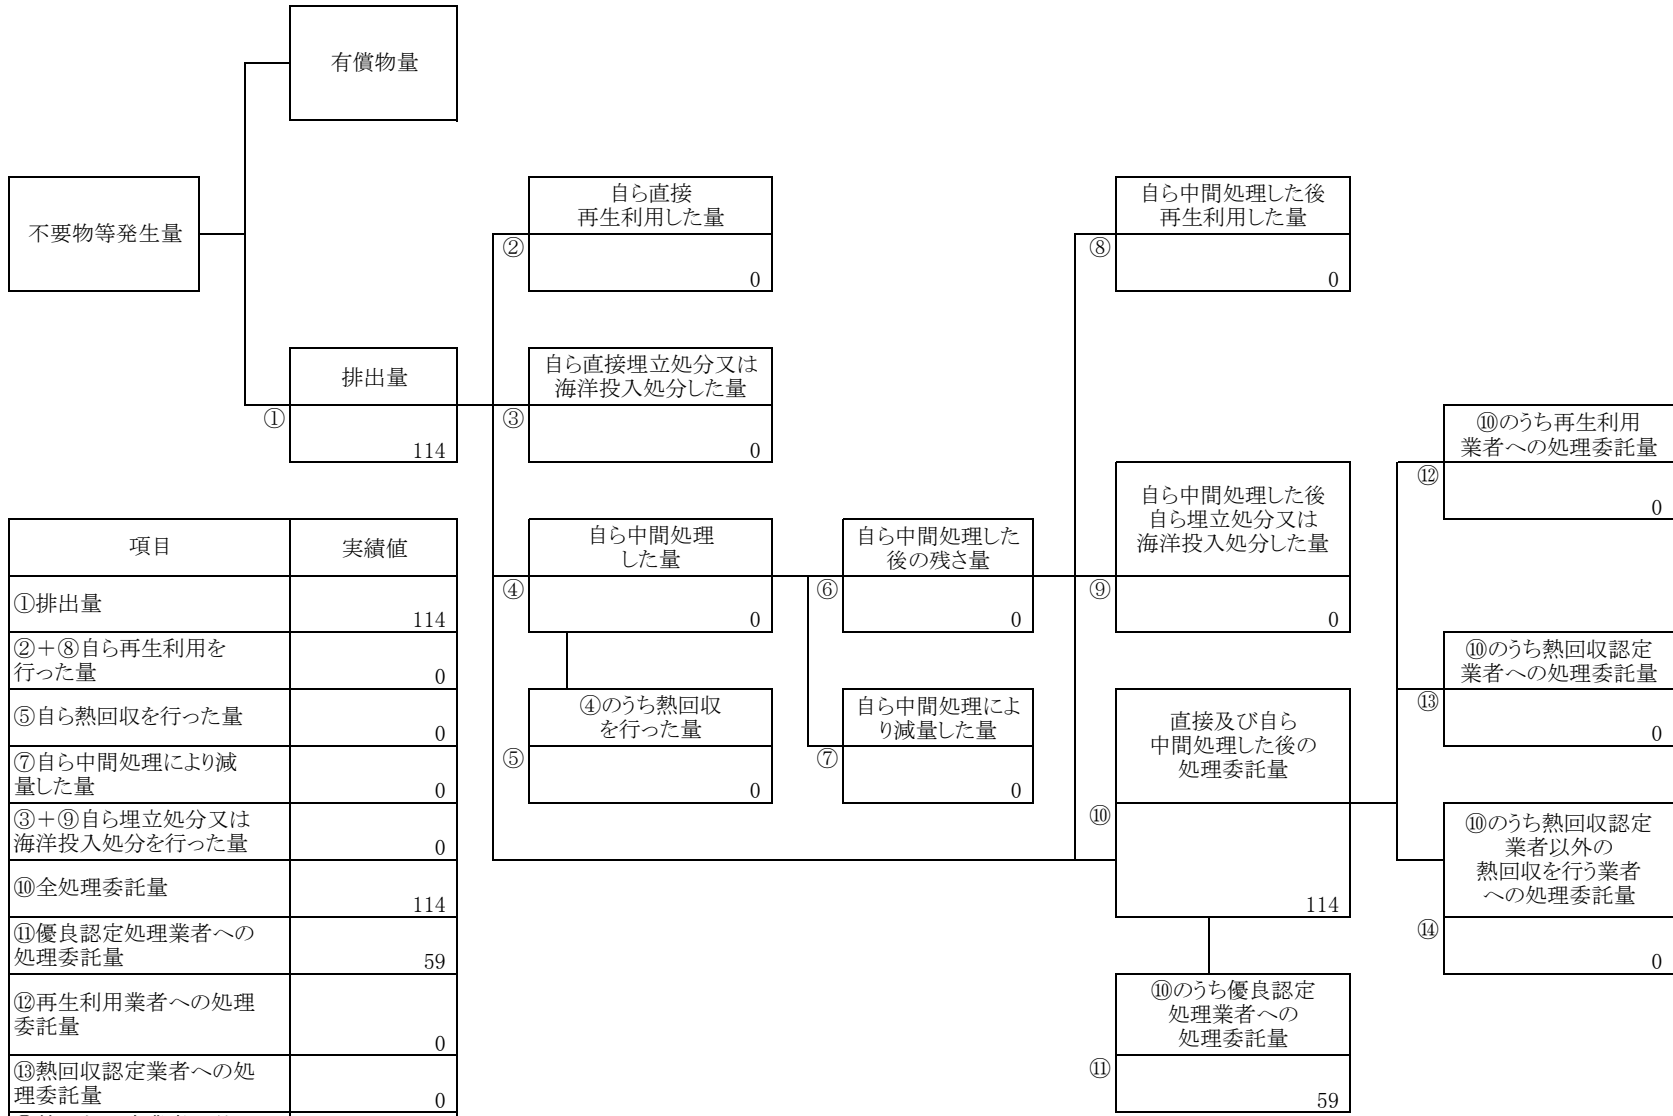 有償物量
不要物等発生量
自ら直接
再生利用した量
②
0
自ら中間処理した後
再生利用した量
⑧
0
排出量
①
114
自ら直接埋立処分又は
海洋投入処分した量
③
0
⑩のうち再生利用
業者への処理委託量
⑫
0
自ら中間処理
した量
④
0
自ら中間処理した
後の残さ量
⑥
0
自ら中間処理した後
自ら埋立処分又は
海洋投入処分した量
⑨
0
⑩のうち熱回収認定
業者への処理委託量
⑬
0
④のうち熱回収
を行った量
⑤
0
自ら中間処理によ
り減量した量
⑦
0
直接及び自ら
中間処理した後の
処理委託量
⑩
114
⑩のうち熱回収認定
業者以外の
熱回収を行う業者
への処理委託量
⑭
0
⑩のうち優良認定
処理業者への
処理委託量
⑪
59
項目 実績値
①排出量 114
②＋⑧自ら再生利用を
行った量 0
⑤自ら熱回収を行った量 0
⑦自ら中間処理により減
量した量 0
③＋⑨自ら埋立処分又は
海洋投入処分を行った量 0
⑩全処理委託量 114
⑪優良認定処理業者への
処理委託量 59
⑫再生利用業者への処理
委託量 0
⑬熱回収認定業者への処
理委託量 0